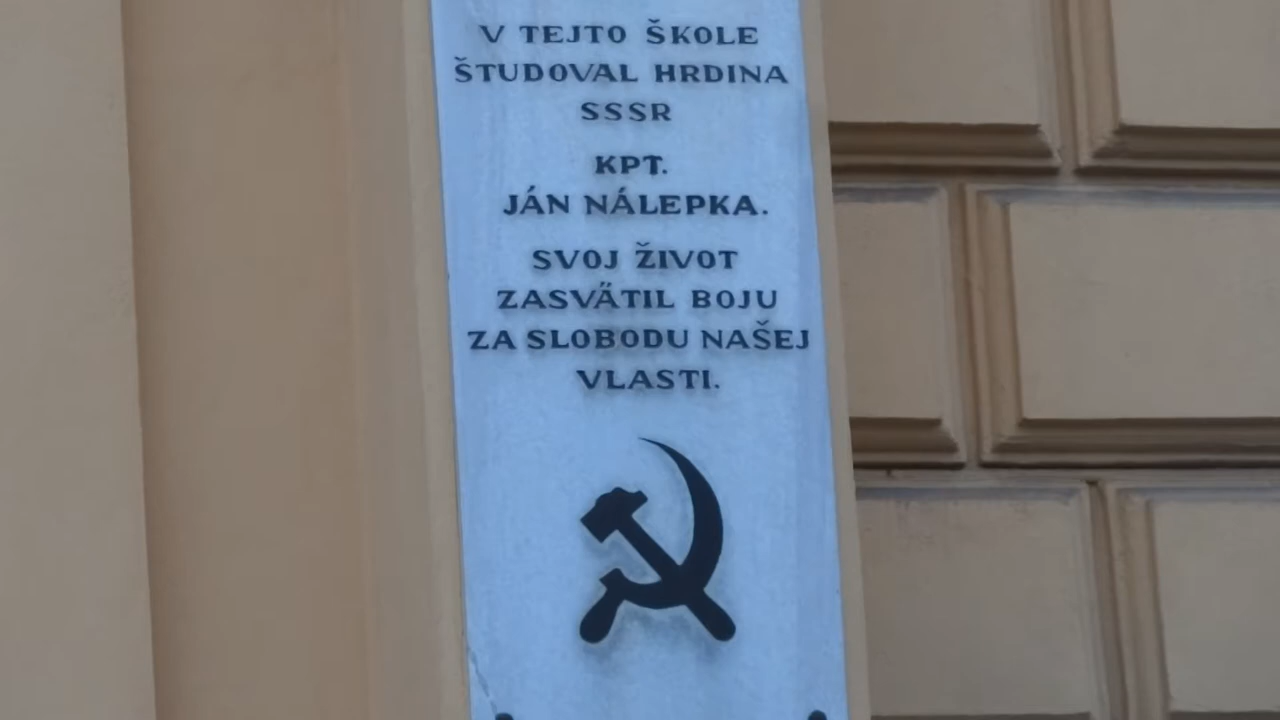 V TEJTO ŠKOLE
ŠTUDOVAL HRDINA
SSSR
KPT.
JÁN NÁLEPKA.
SVOJ ŽIVOT
ZASVÄTIL BOJU
ZA SLOBODU NAŠEJ
VLASTI.